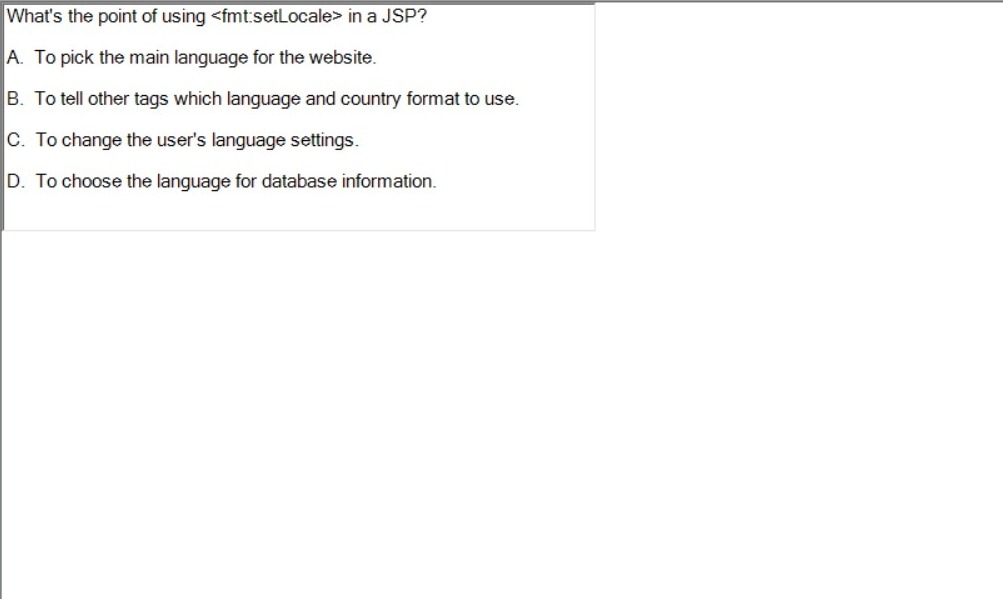 What's the point of using <fmt:setLocale> in a JSP?
A. To pick the main language for the website.
B. To tell other tags which language and country format to use.
C. To change the user's language settings.
D. To choose the language for database information.